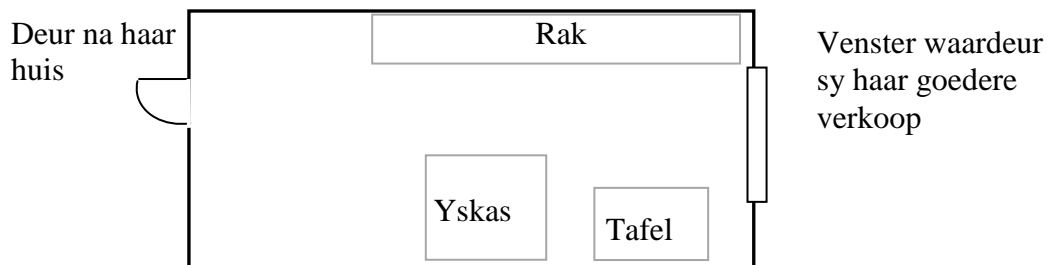 Deur na haar
huis
Rak
Venster waardeur
sy haar goedere
verkoop
Yskas
Tafel